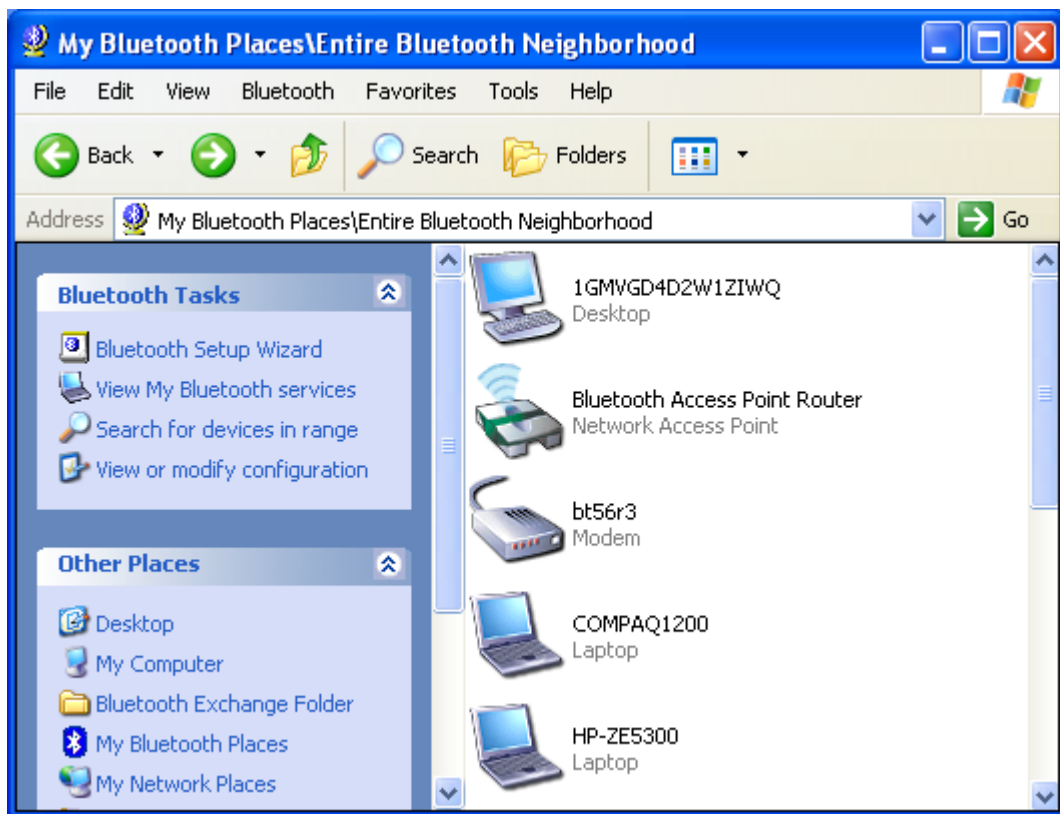 My Bluetooth Places\Entire Bluetooth Neighborhood
File Edit View Bluetooth Favorites Tools Help
Back Search Folders
Address My Bluetooth Places\Entire Bluetooth Neighborhood Go
Bluetooth Tasks
Bluetooth Setup Wizard
View My Bluetooth services
Search for devices in range
View or modify configuration
Other Places
Desktop
My Computer
Bluetooth Exchange Folder
My Bluetooth Places
My Network Places
1GMVGD4D2W1ZIWQ
Desktop
Bluetooth Access Point Router
Network Access Point
bt56r3
Modem
COMPAQ1200
Laptop
HP-ZE5300
Laptop